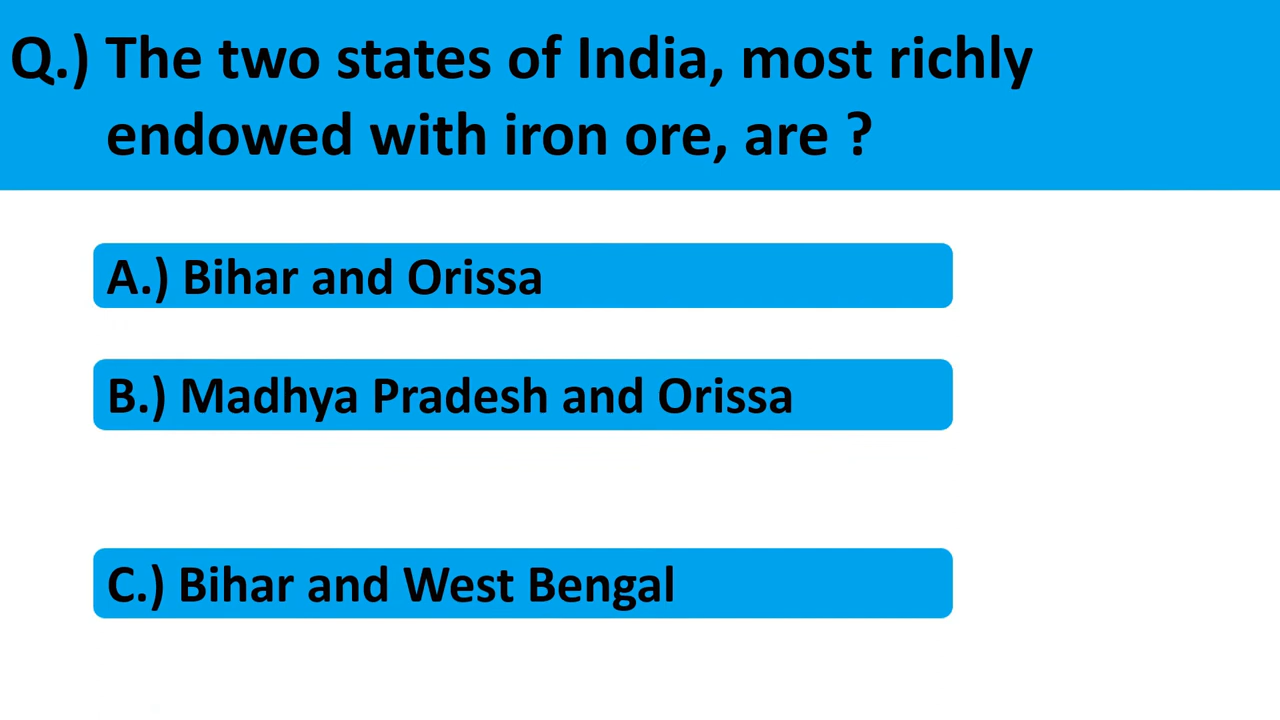 Q.) The two states of India, most richly
endowed with iron ore, are ?
A.) Bihar and Orissa
B.) Madhya Pradesh and Orissa
C.) Bihar and West Bengal